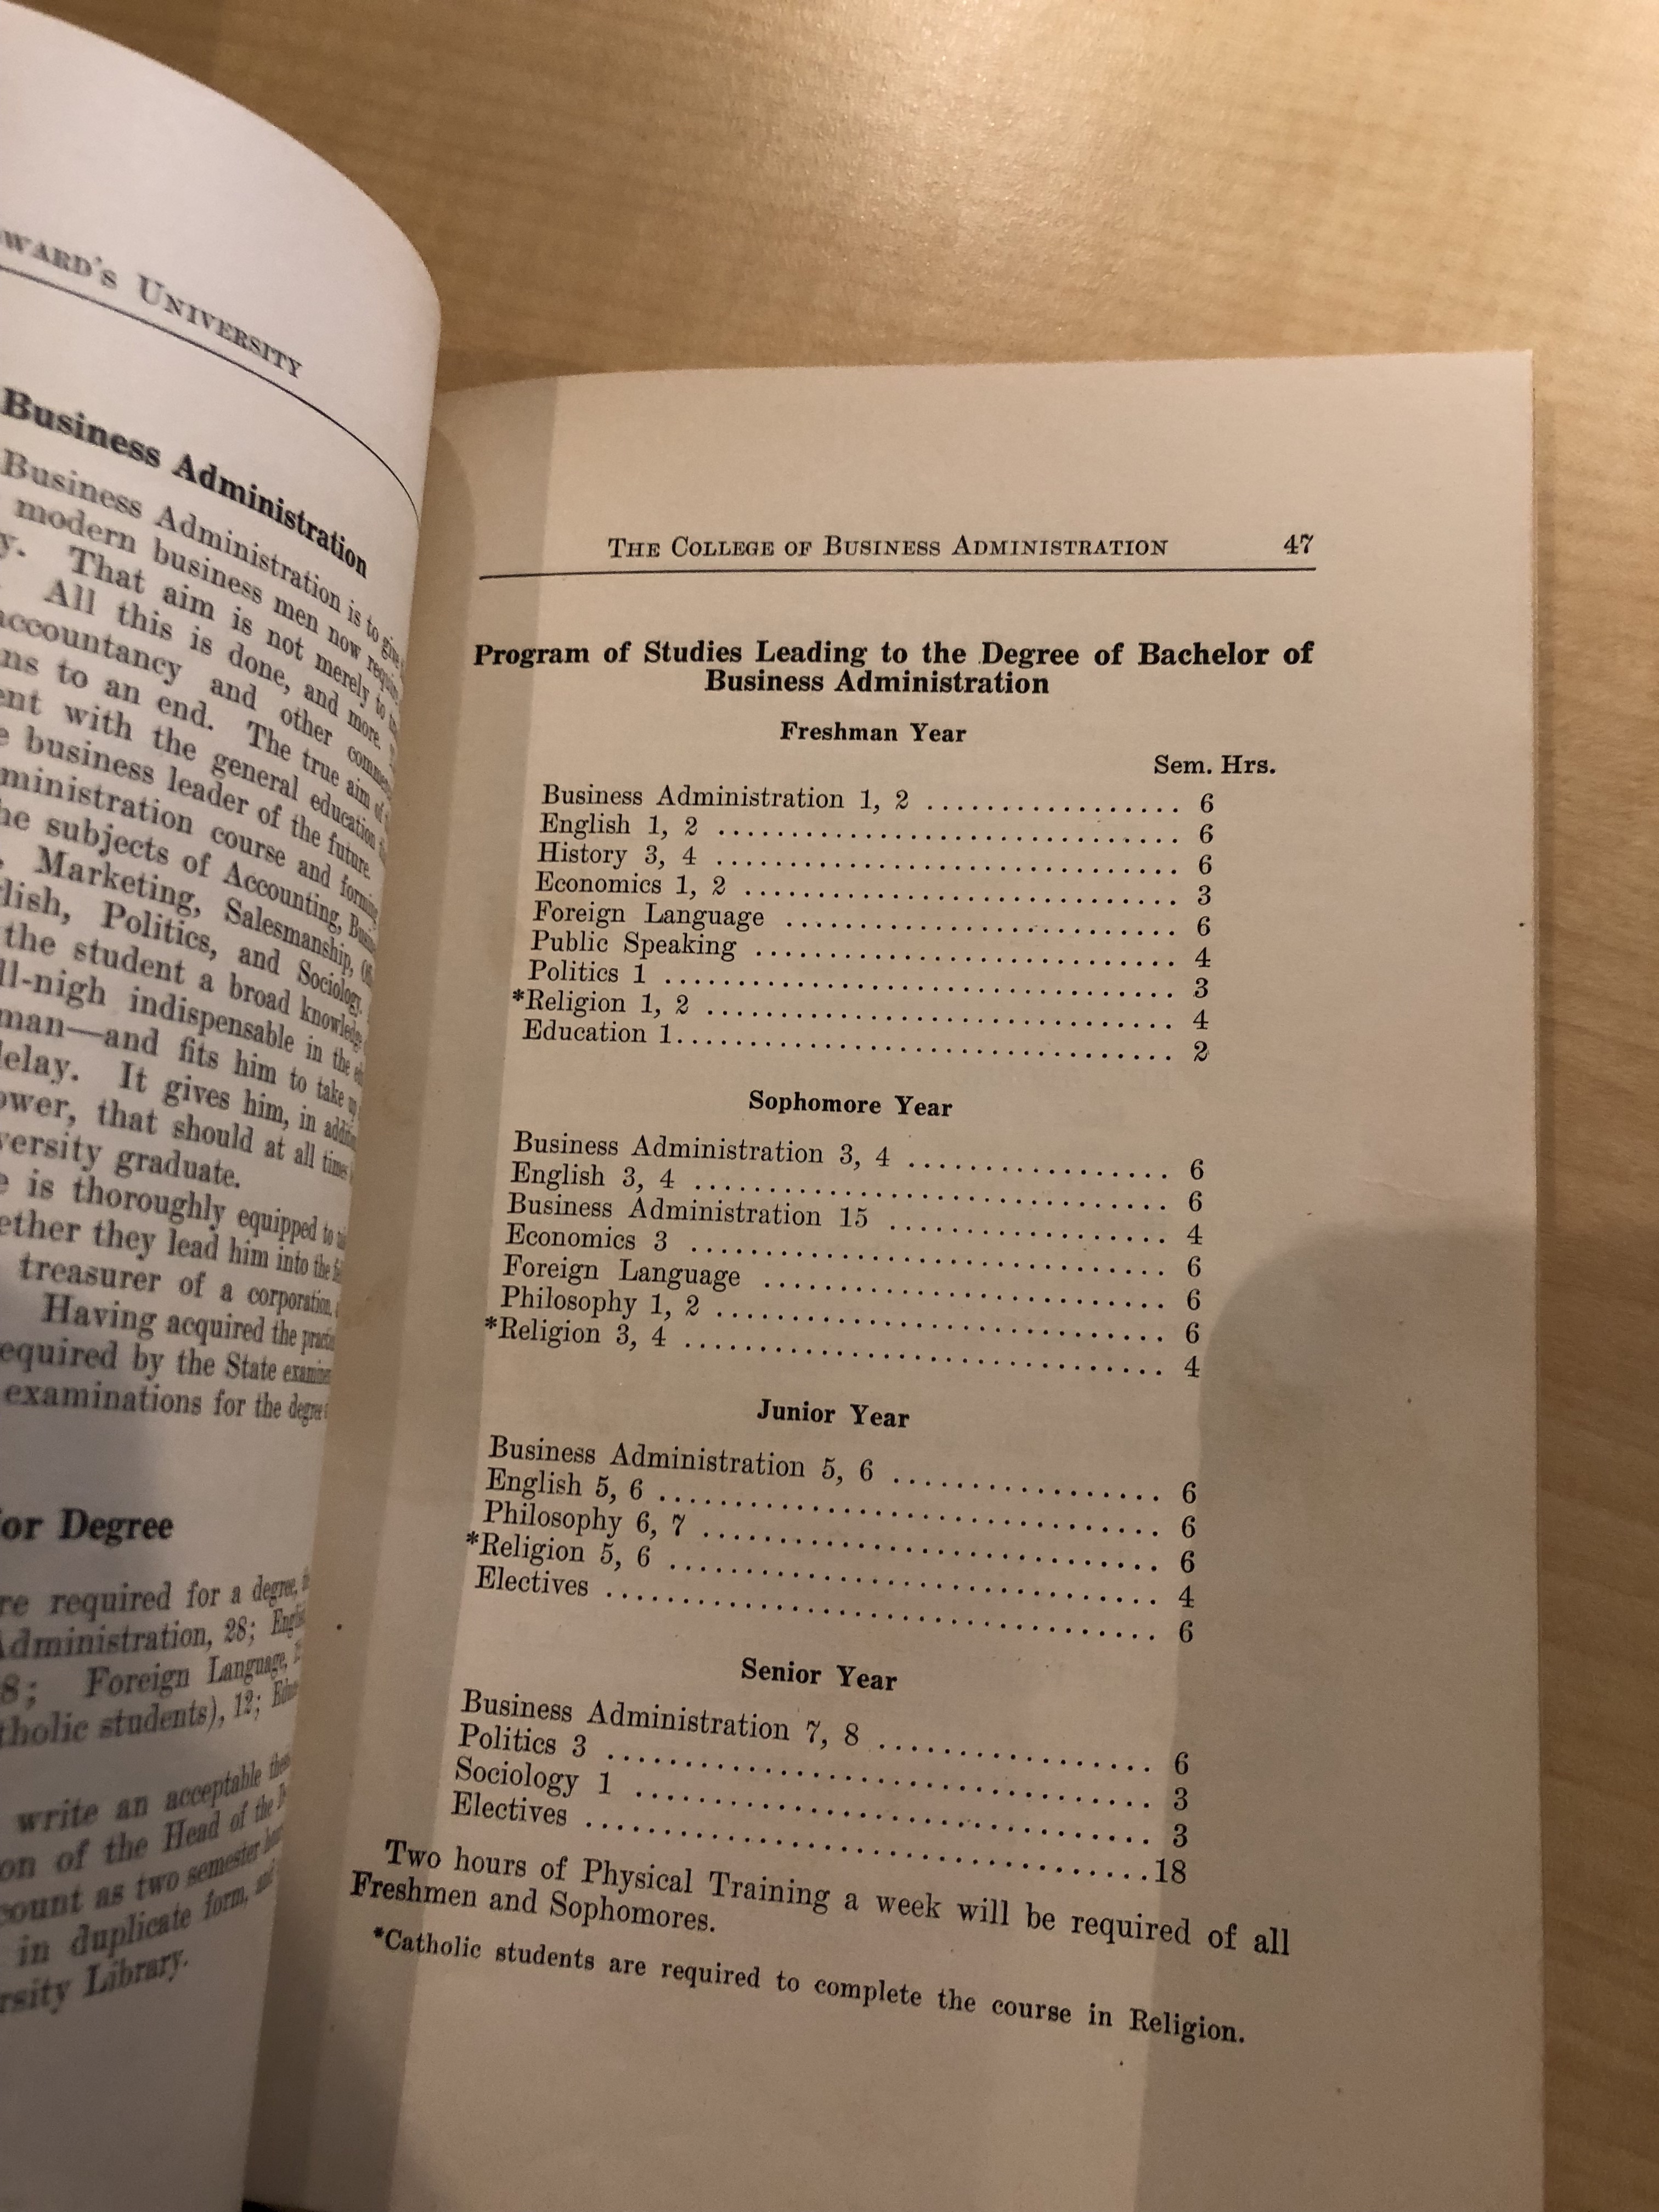 WARD'S UNIVERSITY
Business Administration
Business Administration is to give
modern business men now require
y. That aim is not merely to
All this is done, and more.
accountancy and other
ns to an end. The true aim of
ent with the general education
e business leader of the future.
ministration course and forming
he subjects of Accounting,
Marketing, Salesmanship,
lish, Politics, and Sociology,
the student a broad knowledge
ll-nigh indispensable in the
man—and fits him to take up
delay. It gives him, in
ower, that should at all times
versity graduate.
e is thoroughly equipped to
ether they lead him into the
treasurer of a corporation,
Having acquired the
equired by the State
examinations for the degree
or Degree
re required for a degree,
Administration, 28;
8; Foreign Language,
tholic students), 12;
write an acceptable
on of the Head of the
count as two semester
in duplicate form, and
rsity Library.
THE COLLEGE OF BUSINESS ADMINISTRATION 47
Program of Studies Leading to the Degree of Bachelor of
Business Administration
Freshman Year
Sem. Hrs.
Business Administration 1, 2 ................. 6
English 1, 2 ................. 6
History 3, 4 ................. 6
Economics 1, 2 ................. 3
Foreign Language ................. 6
Public Speaking ................. 4
Politics 1 ................. 3
*Religion 1, 2 ................. 4
Education 1................. 2
Sophomore Year
Business Administration 3, 4 ................. 6
English 3, 4 ................. 6
Business Administration 15 ................. 4
Economics 3 ................. 6
Foreign Language ................. 6
Philosophy 1, 2 ................. 6
*Religion 3, 4 ................. 4
Junior Year
Business Administration 5, 6 ................. 6
English 5, 6 ................. 6
Philosophy 6, 7 ................. 6
*Religion 5, 6 ................. 4
Electives ................. 6
Senior Year
Business Administration 7, 8 ................. 6
Politics 3 ................. 3
Sociology 1 ................. 3
Electives .................18
Two hours of Physical Training a week will be required of all
Freshmen and Sophomores.
*Catholic students are required to complete the course in Religion.